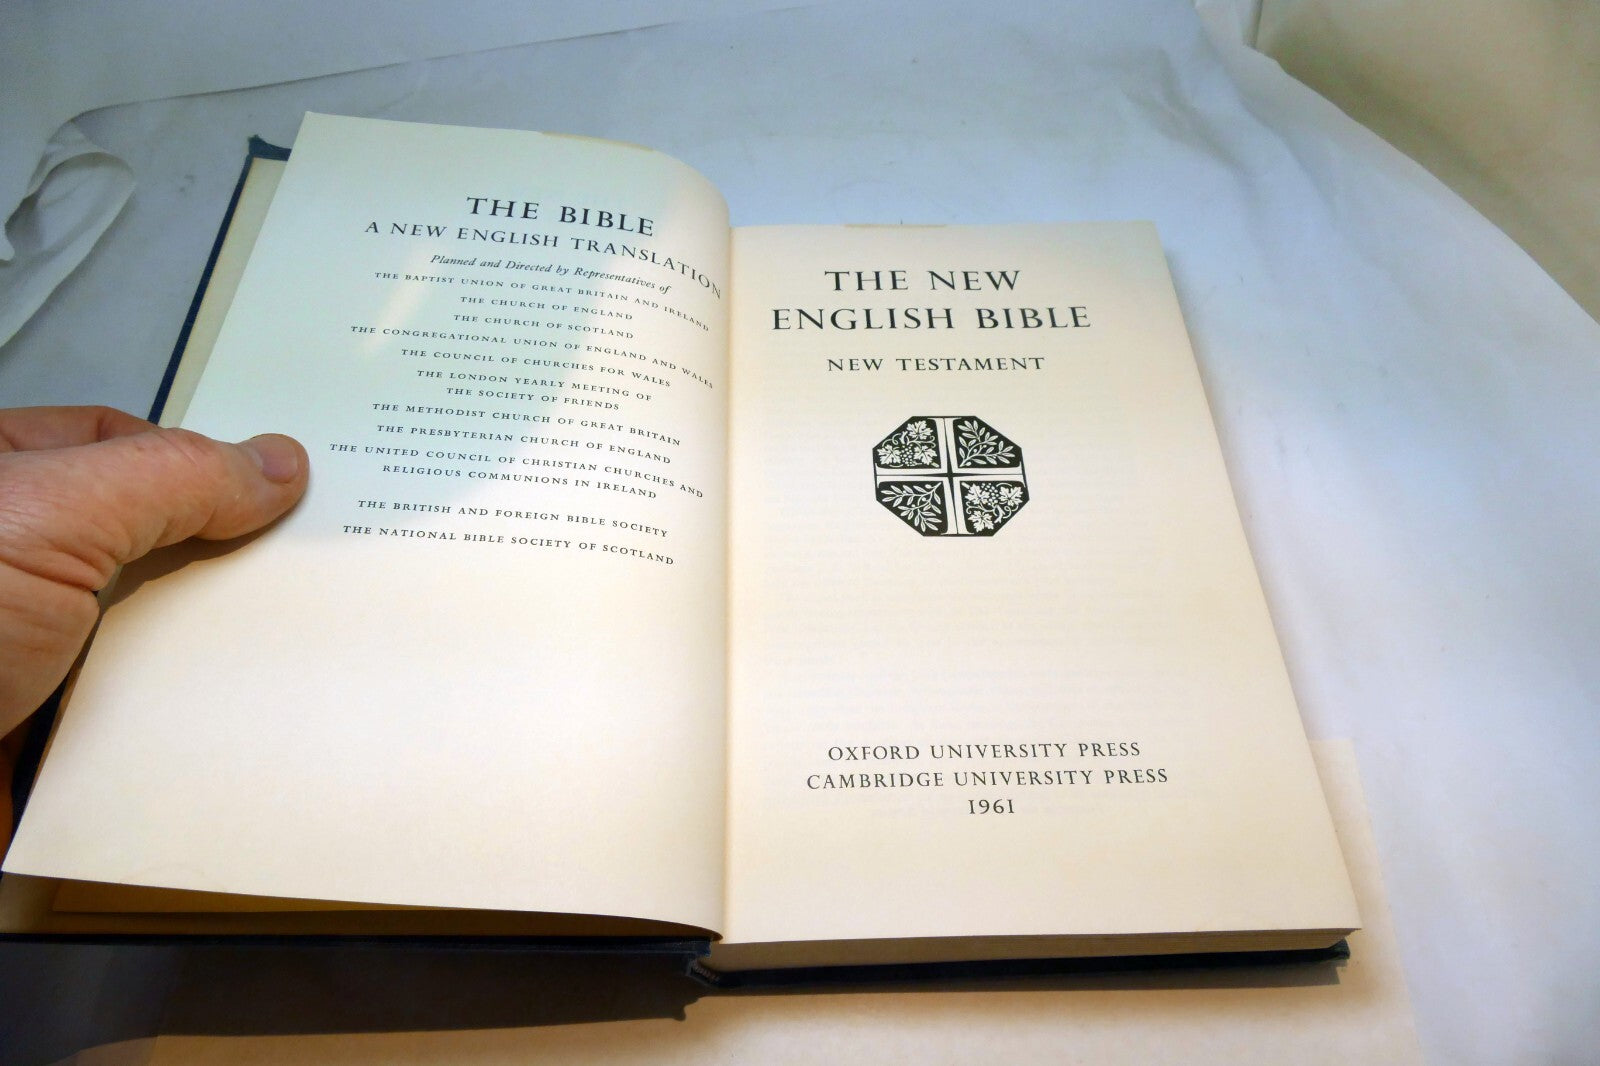 THE BIBLE
A NEW ENGLISH TRANSLATION
Planned and Directed by Representatives of
THE BAPTIST UNION OF GREAT BRITAIN AND IRELAND
THE CHURCH OF ENGLAND
THE CHURCH OF SCOTLAND
THE CONGREGATIONAL UNION OF ENGLAND AND WALES
THE COUNCIL OF CHURCHES FOR WALES
THE LONDON YEARLY MEETING OF
THE SOCIETY OF FRIENDS
THE METHODIST CHURCH OF GREAT BRITAIN
THE PRESBYTERIAN CHURCH OF ENGLAND
THE UNITED COUNCIL OF CHRISTIAN CHURCHES AND
RELIGIOUS COMMUNIONS IN IRELAND
THE BRITISH AND FOREIGN BIBLE SOCIETY
THE NATIONAL BIBLE SOCIETY OF SCOTLAND
THE NEW
ENGLISH BIBLE
NEW TESTAMENT
OXFORD UNIVERSITY PRESS
CAMBRIDGE UNIVERSITY PRESS
1961